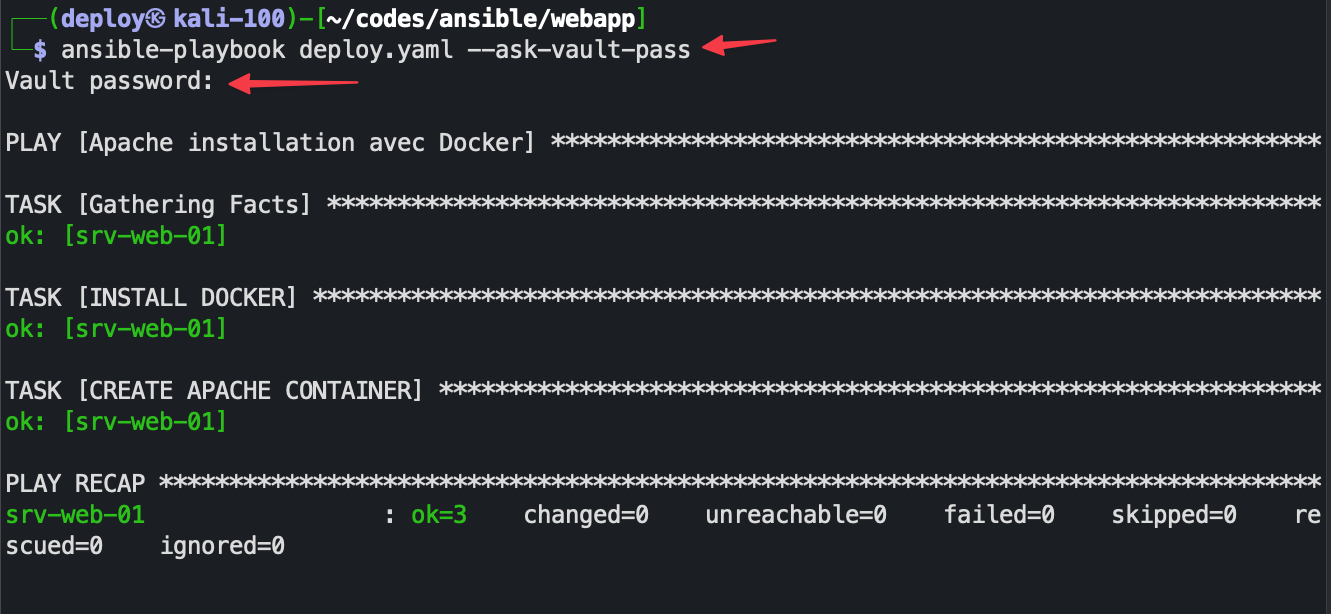 ┌──(deploy㉿kali-100)-[~/codes/ansible/webapp]
└─$ ansible-playbook deploy.yaml --ask-vault-pass
Vault password:
PLAY [Apache installation avec Docker] *******************************************************
TASK [Gathering Facts] ***********************************************************************
ok: [srv-web-01]
TASK [INSTALL DOCKER] ************************************************************************
ok: [srv-web-01]
TASK [CREATE APACHE CONTAINER] ***************************************************************
ok: [srv-web-01]
PLAY RECAP ***********************************************************************************
srv-web-01                 : ok=3    changed=0    unreachable=0    failed=0    skipped=0    re
scued=0    ignored=0